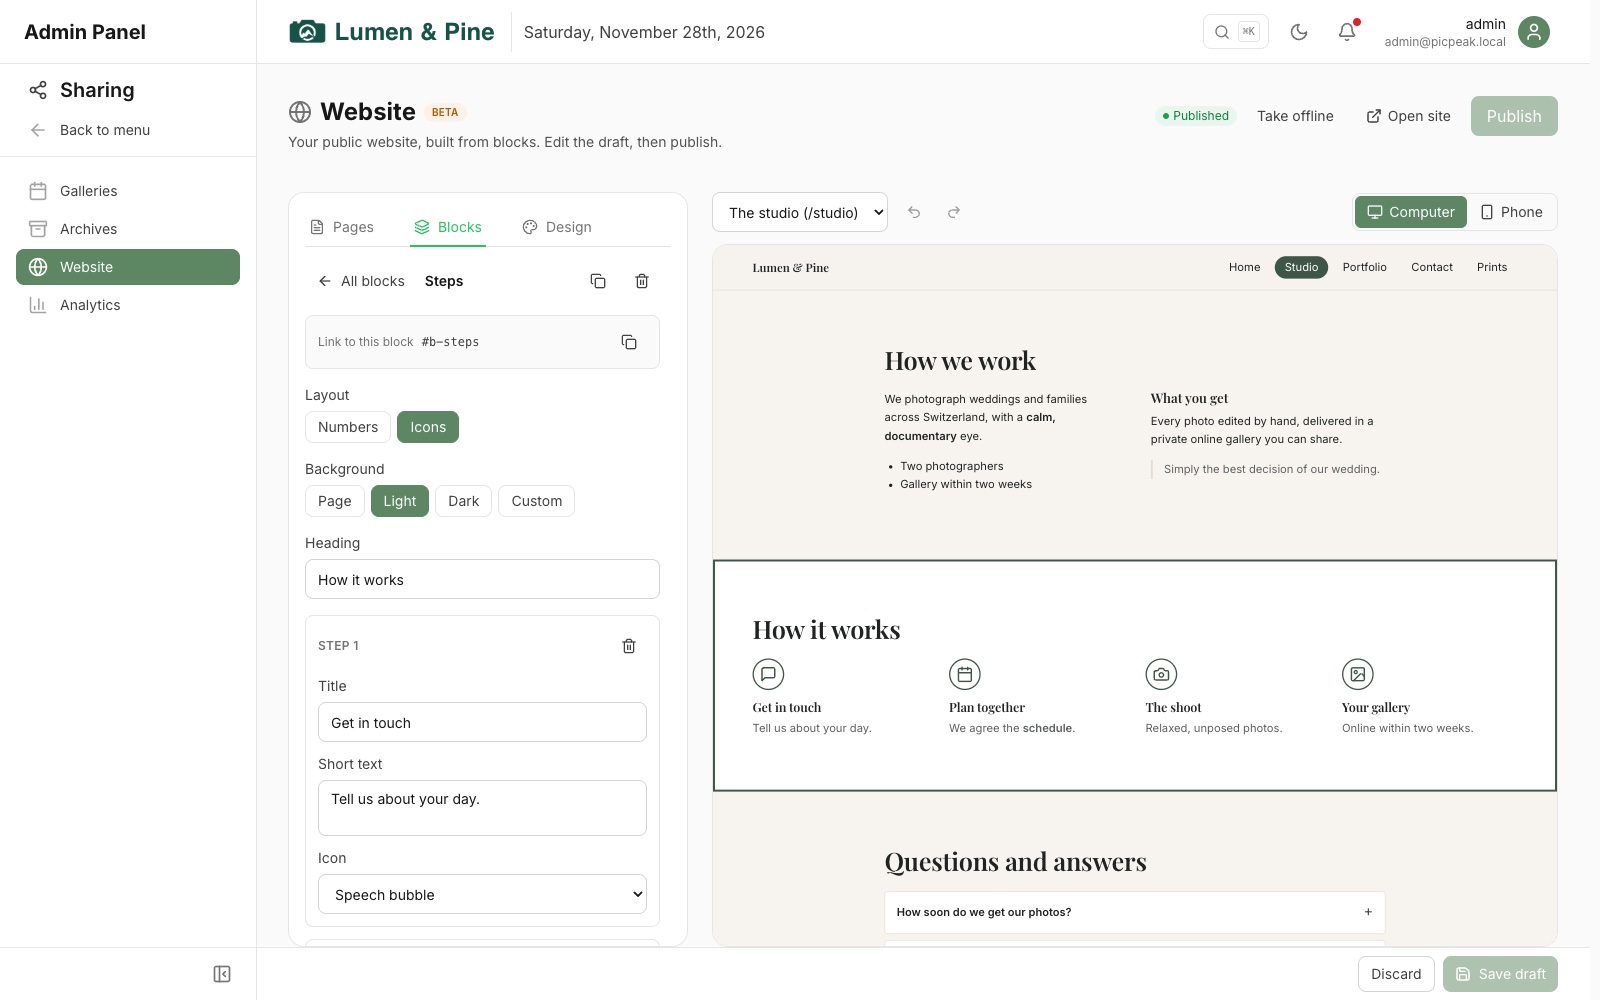 Admin Panel
Lumen & Pine
Saturday, November 28th, 2026
⌘K
admin
admin@picpeak.local
Sharing
Back to menu
Galleries
Archives
Website
Analytics
Website
BETA
Your public website, built from blocks. Edit the draft, then publish.
Published
Take offline
Open site
Publish
Pages
Blocks
Design
All blocks
Steps
Link to this block #b-steps
Layout
Numbers
Icons
Background
Page
Light
Dark
Custom
Heading
How it works
STEP 1
Title
Get in touch
Short text
Tell us about your day.
Icon
Speech bubble
The studio (/studio)
Computer
Phone
Lumen & Pine
Home
Studio
Portfolio
Contact
Prints
How we work
We photograph weddings and families
across Switzerland, with a calm,
documentary eye.
• Two photographers
• Gallery within two weeks
What you get
Every photo edited by hand, delivered in a
private online gallery you can share.
Simply the best decision of our wedding.
How it works
Get in touch
Tell us about your day.
Plan together
We agree the schedule.
The shoot
Relaxed, unposed photos.
Your gallery
Online within two weeks.
Questions and answers
How soon do we get our photos?
+
Discard
Save draft